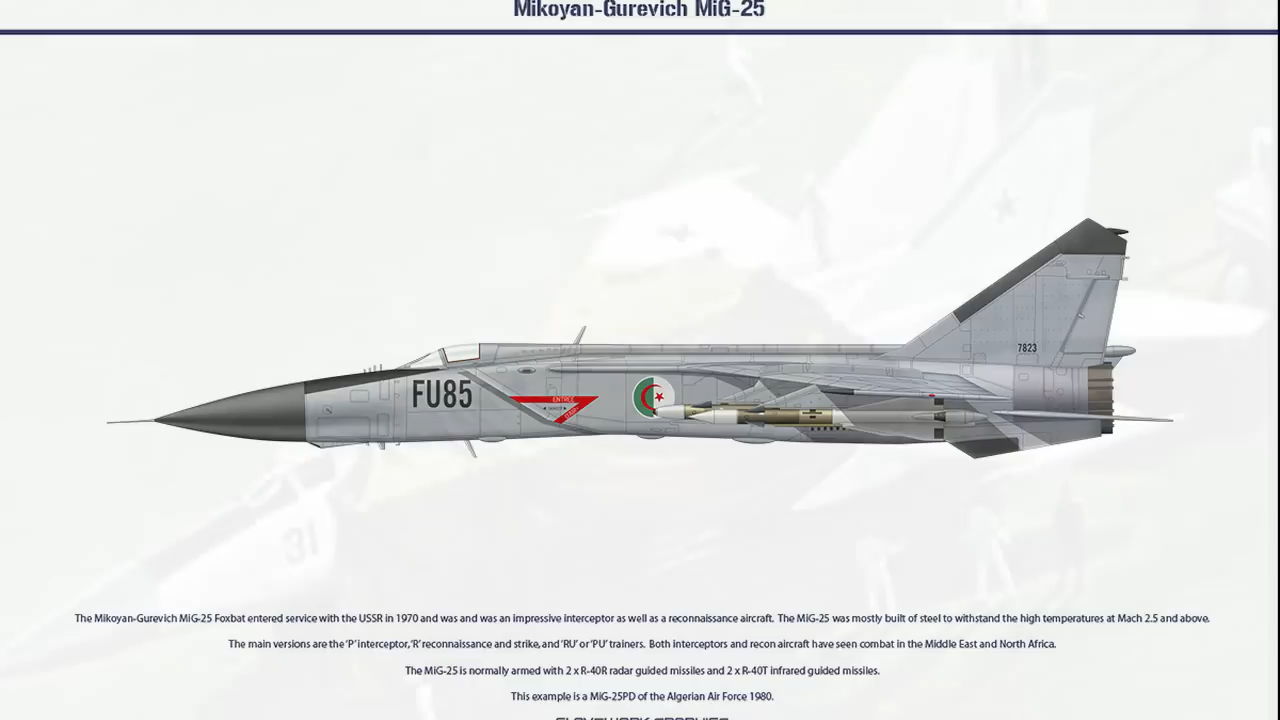 Mikoyan-Gurevich MiG-25
7823
FU85
ENTREE
DANGER
31
The Mikoyan-Gurevich MiG-25 Foxbat entered service with the USSR in 1970 and was and was an impressive interceptor as well as a reconnaissance aircraft. The MiG-25 was mostly built of steel to withstand the high temperatures at Mach 2.5 and above.
The main versions are the 'P' interceptor, 'R' reconnaissance and strike, and 'RU' or 'PU' trainers. Both interceptors and recon aircraft have seen combat in the Middle East and North Africa.
The MiG-25 is normally armed with 2 x R-40R radar guided missiles and 2 x R-40T infrared guided missiles.
This example is a MiG-25PD of the Algerian Air Force 1980.